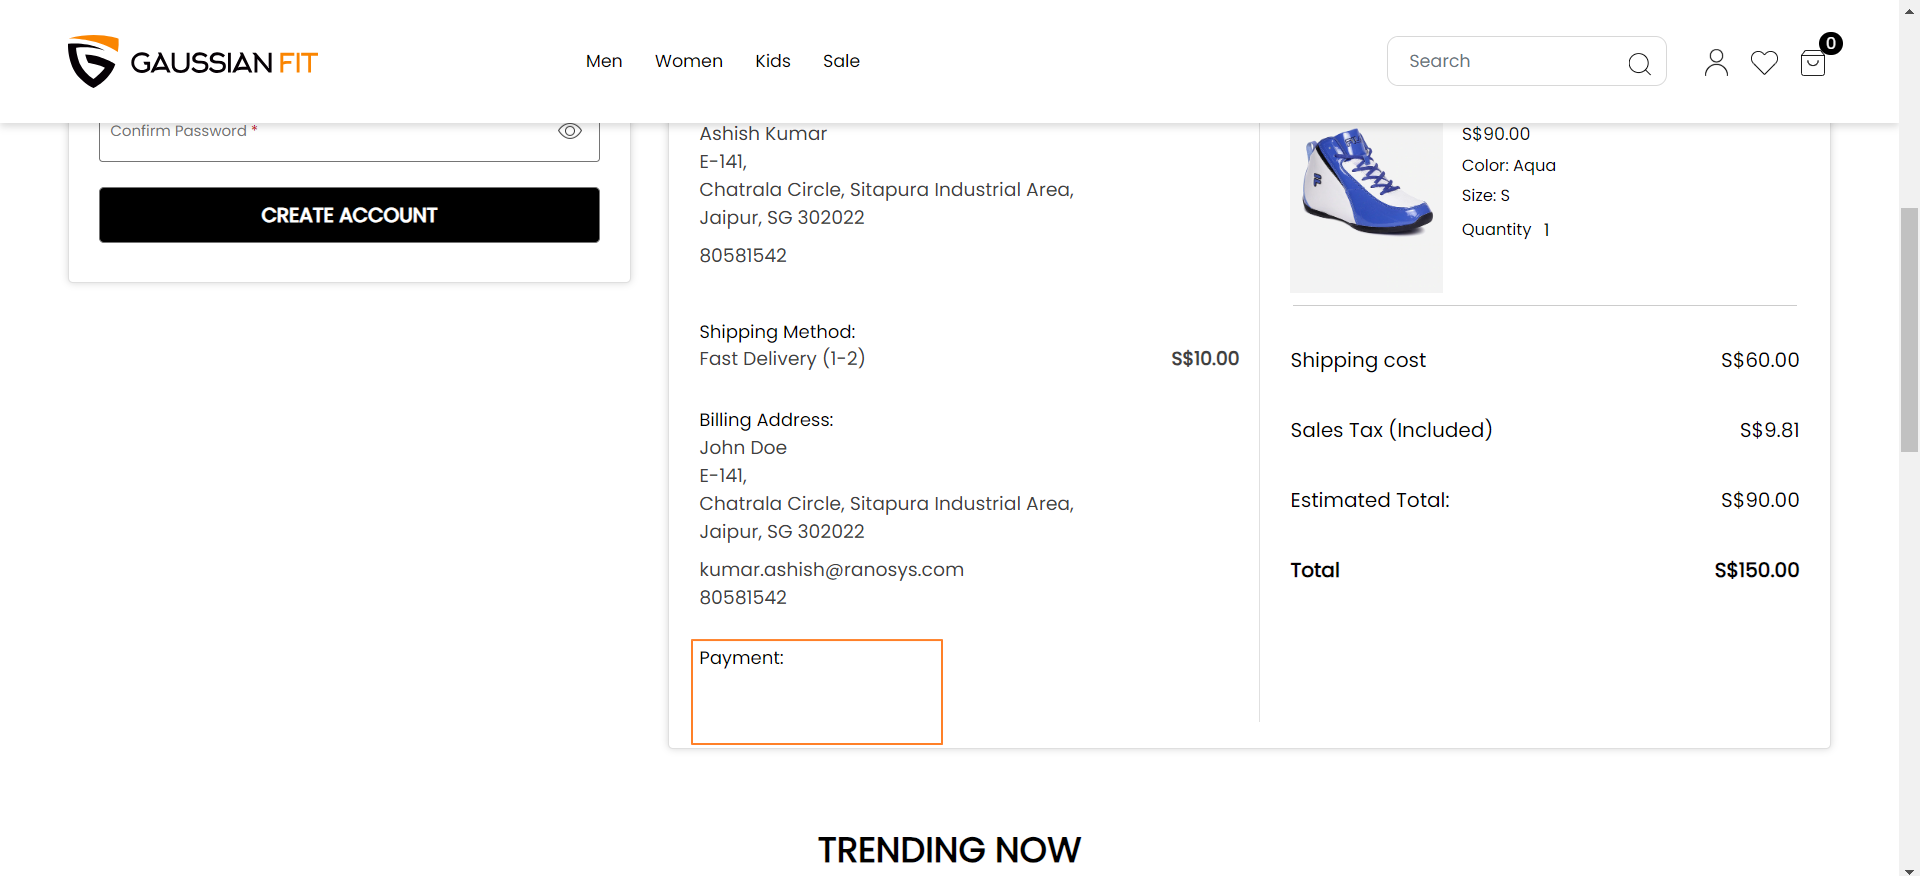 GAUSSIAN FIT
Men Women Kids Sale
Search
0
Confirm Password *
CREATE ACCOUNT
Ashish Kumar
E-141,
Chatrala Circle, Sitapura Industrial Area,
Jaipur, SG 302022
80581542
Shipping Method:
Fast Delivery (1-2) S$10.00
Billing Address:
John Doe
E-141,
Chatrala Circle, Sitapura Industrial Area,
Jaipur, SG 302022
kumar.ashish@ranosys.com
80581542
Payment:
S$90.00
Color: Aqua
Size: S
Quantity 1
Shipping cost S$60.00
Sales Tax (Included) S$9.81
Estimated Total: S$90.00
Total S$150.00
TRENDING NOW